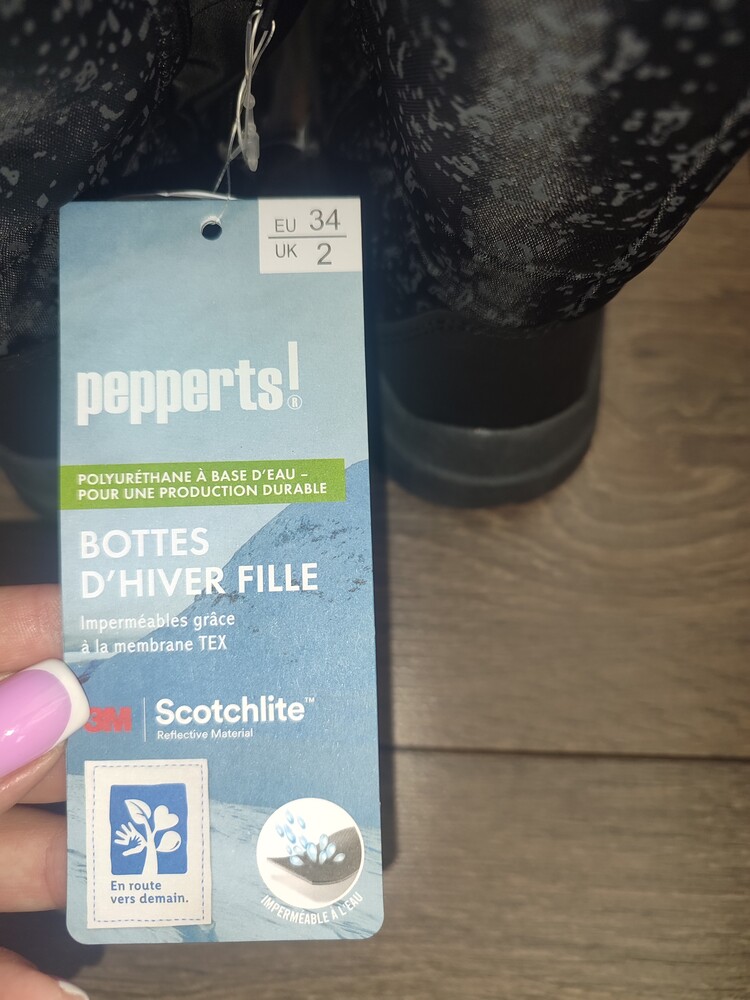 EU 34
UK 2
pepperts!®
POLYURÉTHANE À BASE D'EAU –
POUR UNE PRODUCTION DURABLE
BOTTES
D'HIVER FILLE
Imperméables grâce
à la membrane TEX
3M Scotchlite™
Reflective Material
En route
vers demain.
IMPERMÉABLE À L'EAU